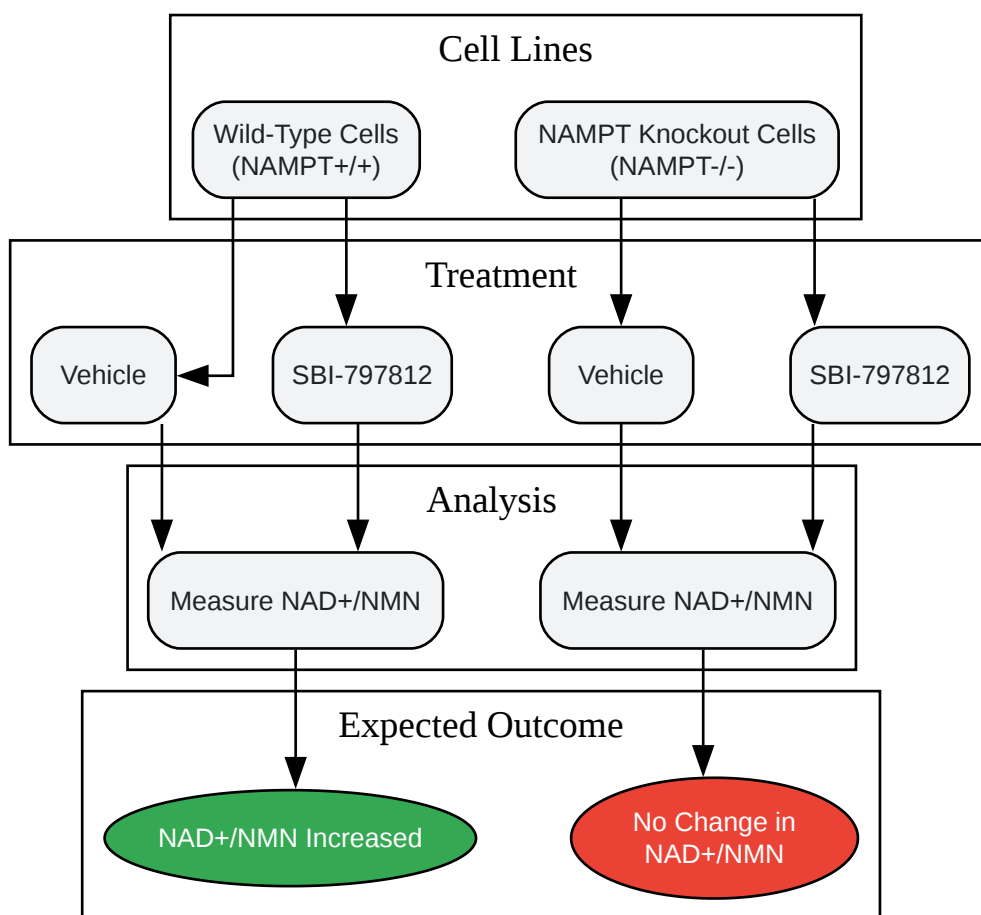 Cell Lines
Wild-Type Cells
(NAMPT+/+)
NAMPT Knockout Cells
(NAMPT-/-)
Treatment
Vehicle
SBI-797812
Vehicle
SBI-797812
Analysis
Measure NAD+/NMN
Measure NAD+/NMN
Expected Outcome
NAD+/NMN Increased
No Change in
NAD+/NMN